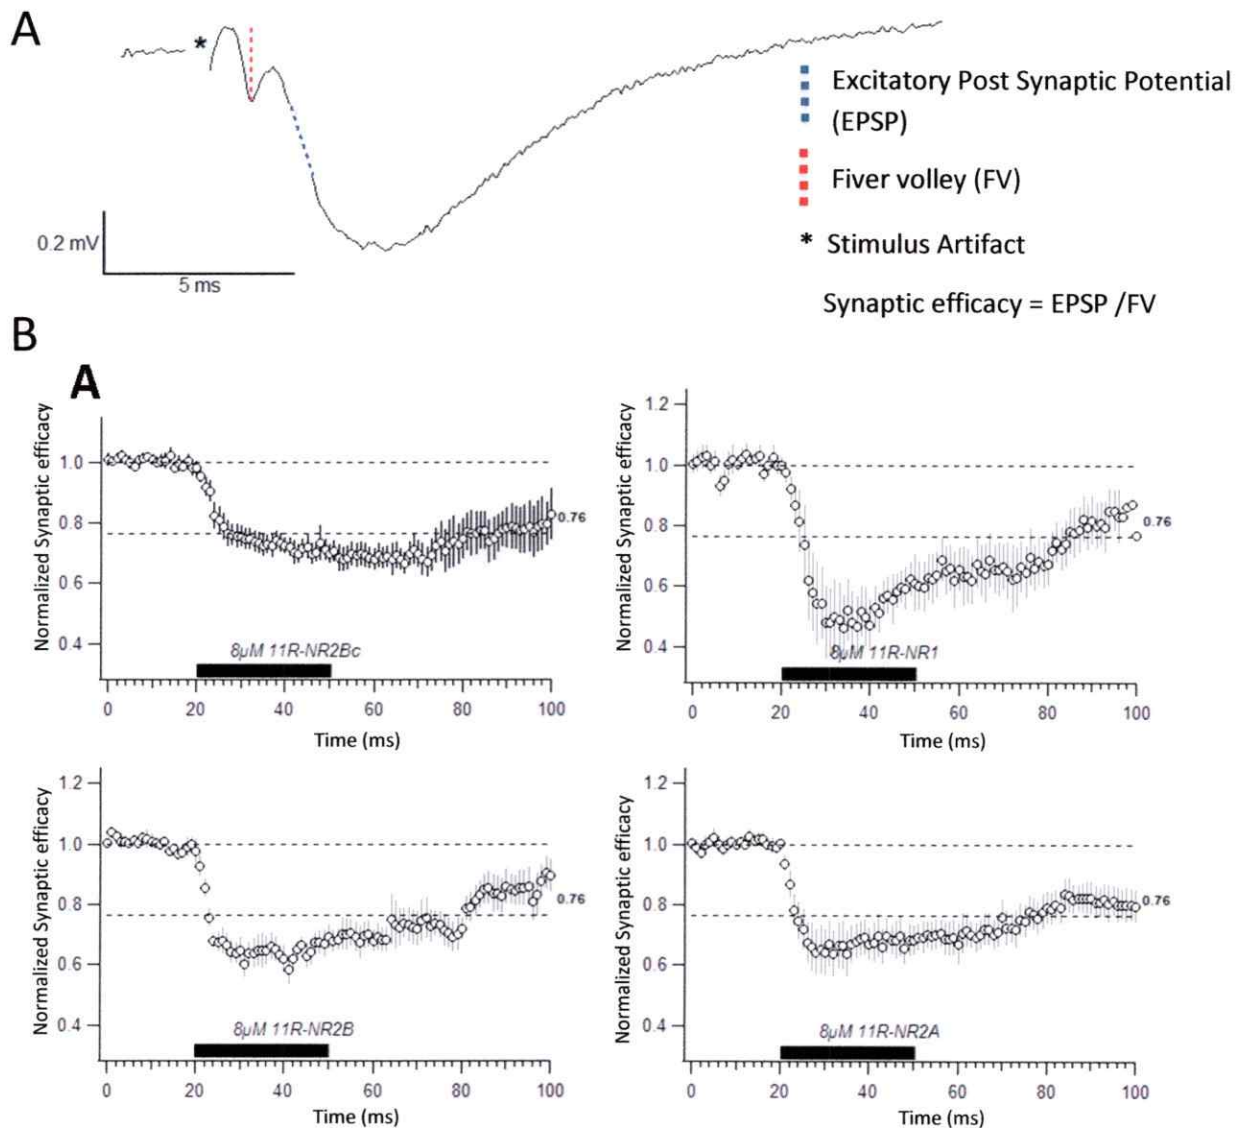 A
*
Excitatory Post Synaptic Potential
(EPSP)
Fiver volley (FV)
* Stimulus Artifact
Synaptic efficacy = EPSP /FV
0.2 mV
5 ms
B
A
Normalized Synaptic efficacy
1.0
0.8
0.6
0.4
0.76
8µM 11R-NR2Bc
0 20 40 60 80 100
Time (ms)
Normalized Synaptic efficacy
1.2
1.0
0.8
0.6
0.4
0.76
8µM 11R-NR1
0 20 40 60 80 100
Time (ms)
Normalized Synaptic efficacy
1.2
1.0
0.8
0.6
0.4
0.76
8µM 11R-NR2B
0 20 40 60 80 100
Time (ms)
Normalized Synaptic efficacy
1.2
1.0
0.8
0.6
0.4
0.76
8µM 11R-NR2A
0 20 40 60 80 100
Time (ms)